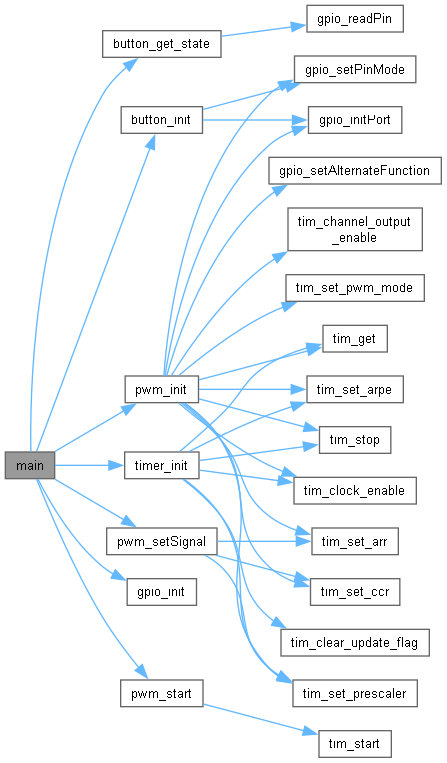 gpio_readPin
button_get_state
gpio_setPinMode
button_init
gpio_initPort
gpio_setAlternateFunction
tim_channel_output
_enable
tim_set_pwm_mode
tim_get
pwm_init
tim_set_arpe
tim_stop
main
timer_init
tim_clock_enable
pwm_setSignal
tim_set_arr
gpio_init
tim_set_ccr
tim_clear_update_flag
pwm_start
tim_set_prescaler
tim_start